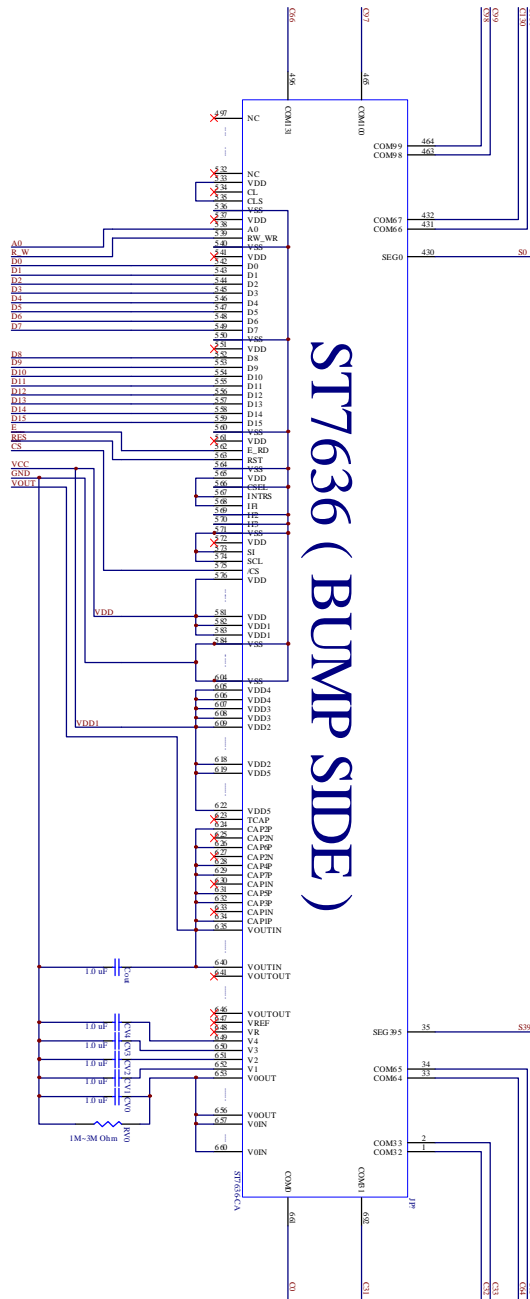 C66
C97
C98
C99
C130
496
465
497
NC
COM131
COM100
COM99
464
COM98
463
532
NC
533
VDD
534
CL
535
CLS
536
VSS
537
VDD
538
A0
539
RW_WR
540
VSS
541
VDD
542
D0
543
D1
544
D2
545
D3
546
D4
547
D5
548
D6
549
D7
550
VSS
551
VDD
552
D8
553
D9
554
D10
555
D11
556
D12
557
D13
558
D14
559
D15
560
VSS
561
VDD
562
E_RD
563
RST
564
VSS
565
VDD
566
CSEL
567
INTRS
568
IF1
569
H2
570
H3
571
VSS
572
VDD
573
SI
574
SCL
575
/CS
576
VDD
581
VDD
582
VDD1
583
VDD1
584
VSS
604
VSS
605
VDD4
606
VDD4
607
VDD3
608
VDD3
609
VDD2
618
VDD2
619
VDD5
622
VDD5
623
TCAP
624
CAP2P
625
CAP2N
626
CAP6P
627
CAP2N
628
CAP4P
629
CAP7P
630
CAP1N
631
CAP5P
632
CAP3P
633
CAP1N
634
CAP1P
635
VOUTIN
640
VOUTIN
641
VOUTOUT
646
VOUTOUT
647
VREF
648
VR
649
V4
650
V3
651
V2
652
V1
653
V0OUT
656
V0OUT
657
V0IN
660
V0IN
A0
R_W
D0
D1
D2
D3
D4
D5
D6
D7
D8
D9
D10
D11
D12
D13
D14
D15
E
RES
CS
VCC
GND
VOUT
VDD
VDD1
COM67
432
COM66
431
SEG0
430
S0
ST7636 ( BUMP SIDE )
1.0 uF
Cout
1.0 uF
CV4
1.0 uF
CV3
1.0 uF
CV2
1.0 uF
CV1
1.0 uF
CV0
1M~3M Ohm
RV0
SEG395
35
COM65
34
COM64
33
COM33
2
COM32
1
COM0
COM31
ST7636-CA
JP?
661
692
C0
C31
C32
C33
C64